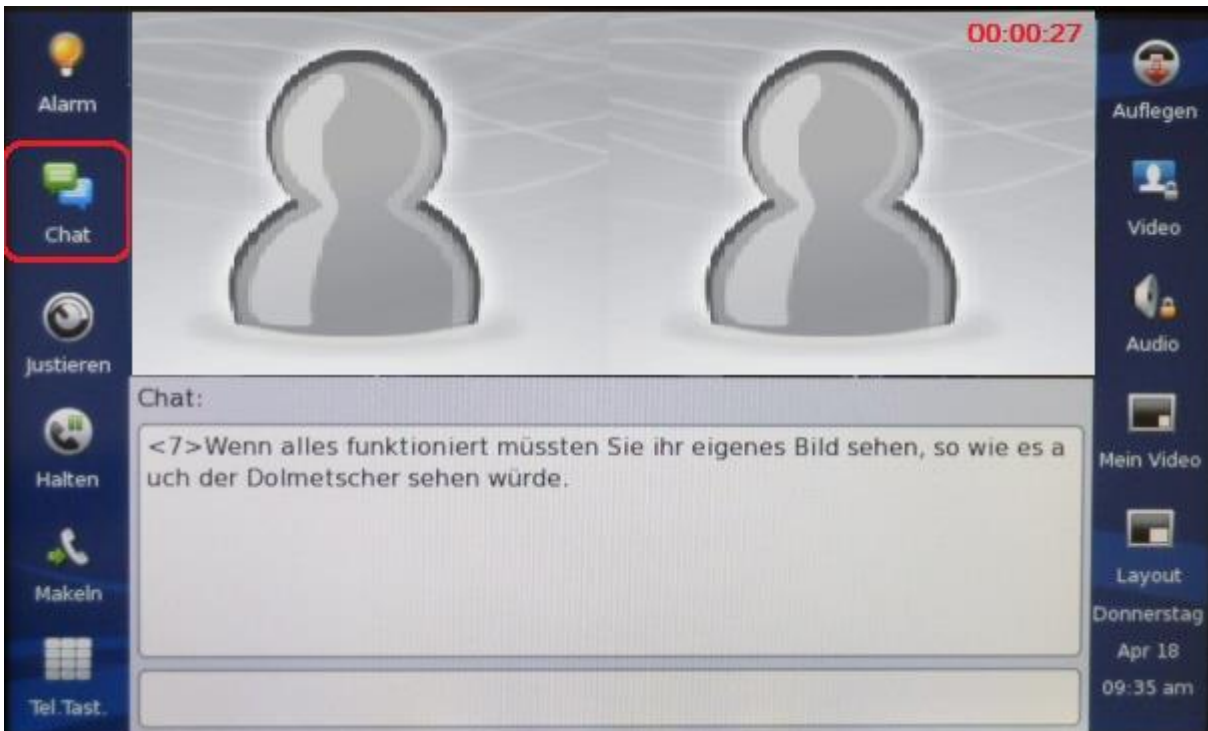 Alarm
Chat
Justieren
Halten
Makeln
Tel.Tast.
00:00:27
Chat:
<7>Wenn alles funktioniert müssten Sie ihr eigenes Bild sehen, so wie es a
uch der Dolmetscher sehen würde.
Auflegen
Video
Audio
Mein Video
Layout
Donnerstag
Apr 18
09:35 am